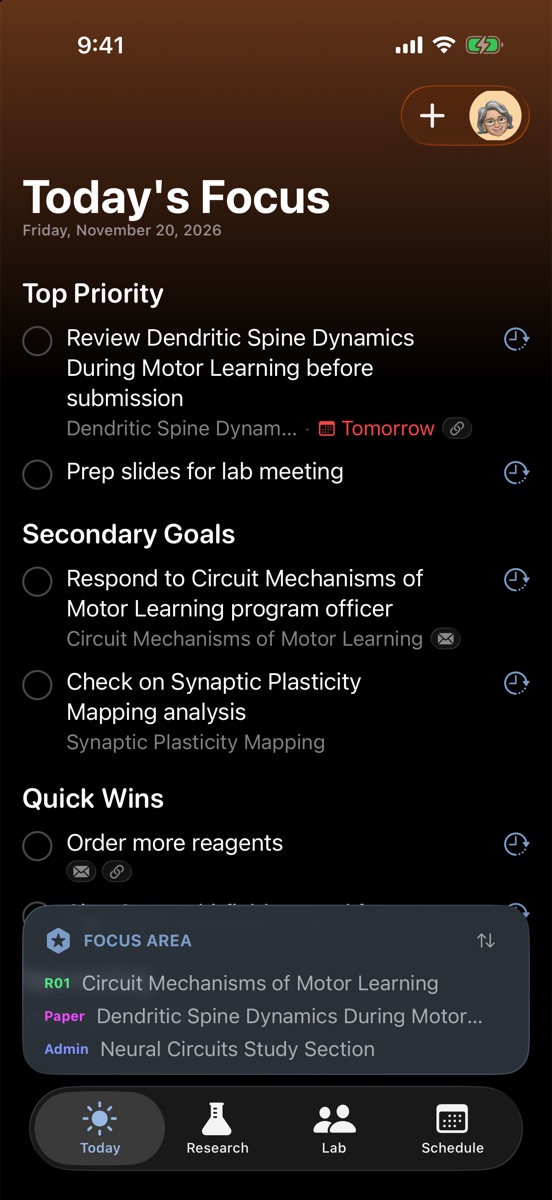 9:41
Today's Focus
Friday, November 20, 2026
Top Priority
Review Dendritic Spine Dynamics
During Motor Learning before
submission
Dendritic Spine Dynam... · Tomorrow
Prep slides for lab meeting
Secondary Goals
Respond to Circuit Mechanisms of
Motor Learning program officer
Circuit Mechanisms of Motor Learning
Check on Synaptic Plasticity
Mapping analysis
Synaptic Plasticity Mapping
Quick Wins
Order more reagents
FOCUS AREA
R01 Circuit Mechanisms of Motor Learning
Paper Dendritic Spine Dynamics During Motor...
Admin Neural Circuits Study Section
Today Research Lab Schedule